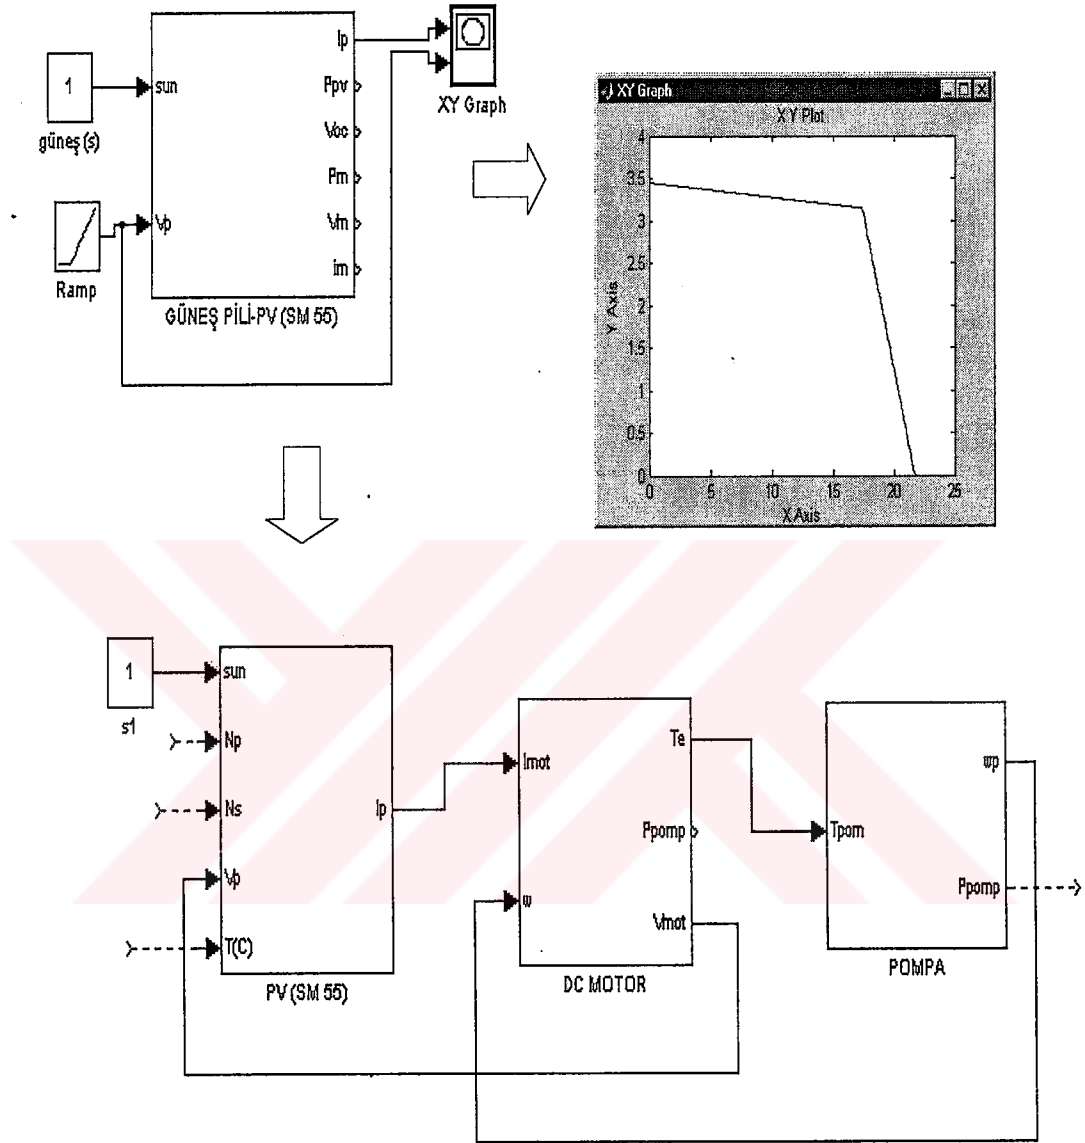 Ip
1
sun
Ppv
XY Graph
güneş (s)
Voc
Pm
Vp
Vm
im
Ramp
GÜNEŞ PİLİ-PV (SM 55)
XY Graph
X Y Plot
4
3.5
3
2.5
2
1.5
1
0.5
0
Y Axis
0
5
10
15
20
25
X Axis
1
s1
sun
Np
Ns
Vp
T(C)
Ip
PV (SM 55)
Imot
w
Te
Ppomp
Vmot
DC MOTOR
Tpom
wp
Ppomp
POMPA